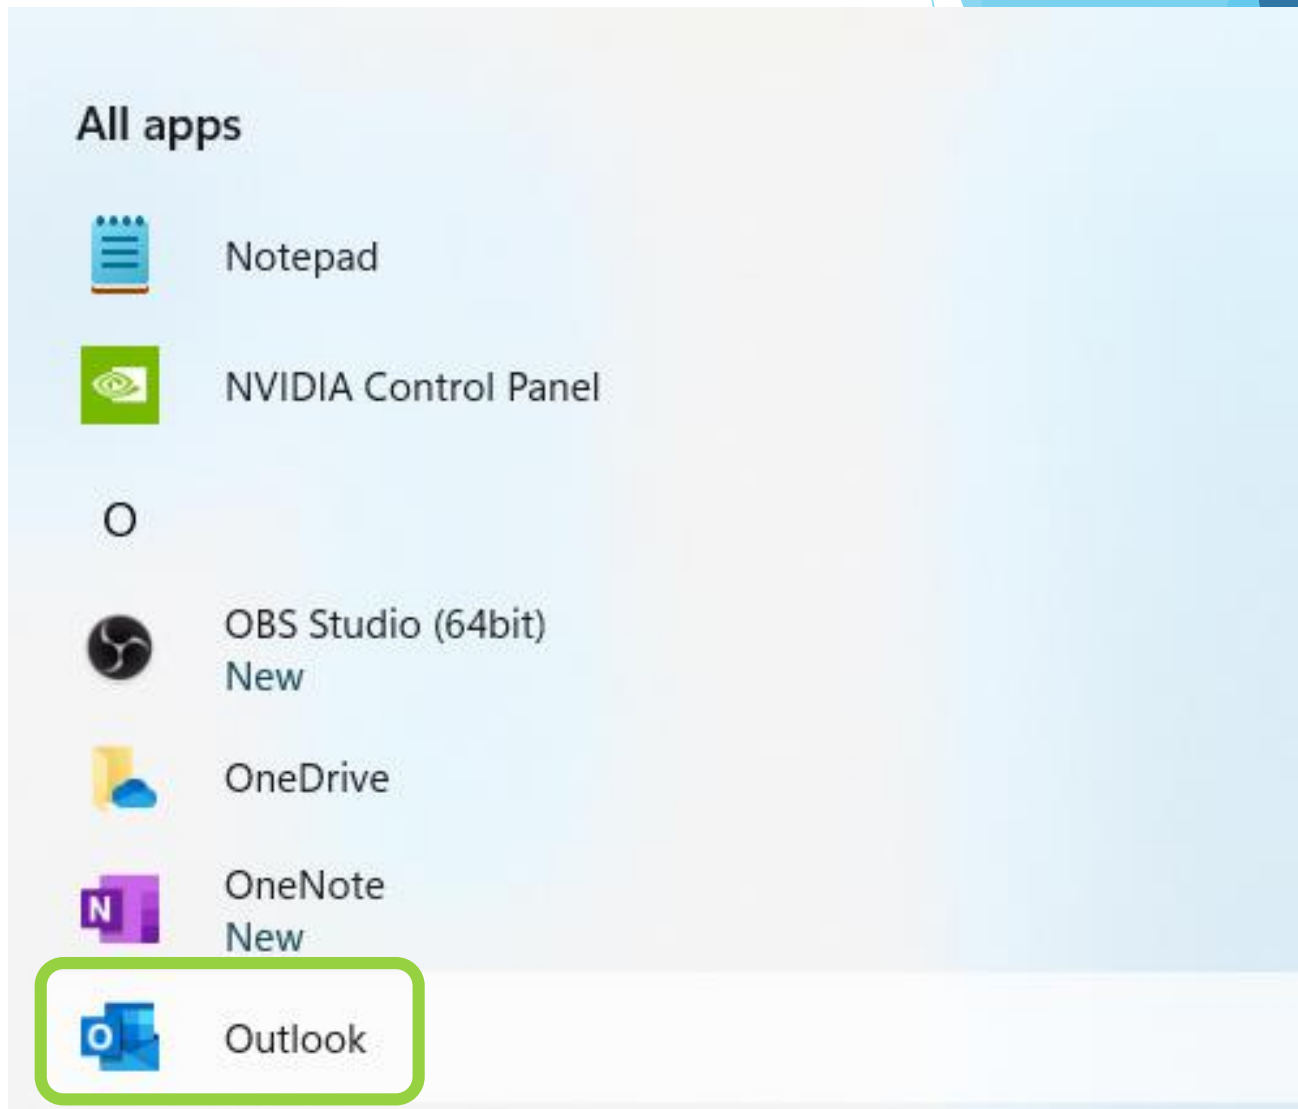 All apps
Notepad
NVIDIA Control Panel
O
OBS Studio (64bit)
New
OneDrive
N
OneNote
New
O
Outlook